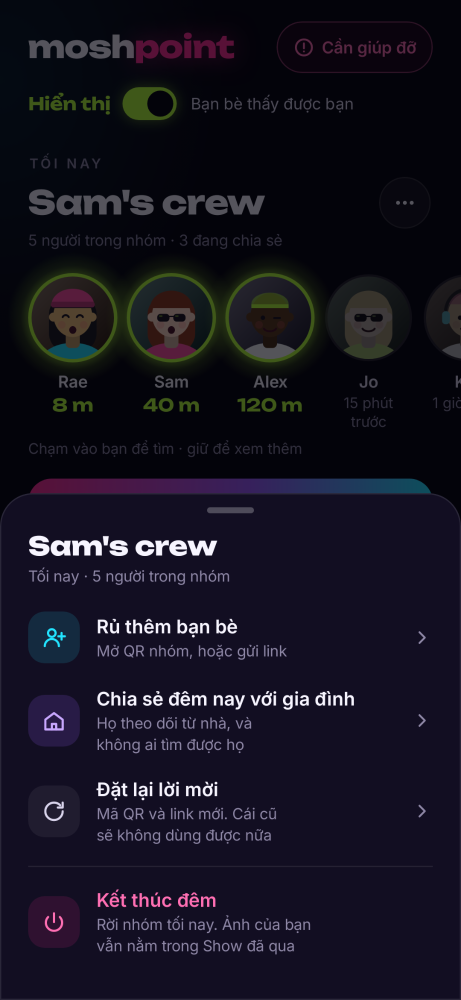 moshpoint
Cần giúp đỡ
Hiển thị
Bạn bè thấy được bạn
TỐI NAY
Sam's crew
5 người trong nhóm · 3 đang chia sẻ
Rae
Sam
Alex
Jo
8 m
40 m
120 m
15 phút
trước
1 giờ
Chạm vào bạn để tìm · giữ để xem thêm
Sam's crew
Tối nay · 5 người trong nhóm
Rủ thêm bạn bè
Mở QR nhóm, hoặc gửi link
Chia sẻ đêm nay với gia đình
Họ theo dõi từ nhà, và
không ai tìm được họ
Đặt lại lời mời
Mã QR và link mới. Cái cũ
sẽ không dùng được nữa
Kết thúc đêm
Rời nhóm tối nay. Ảnh của bạn
vẫn nằm trong Show đã qua